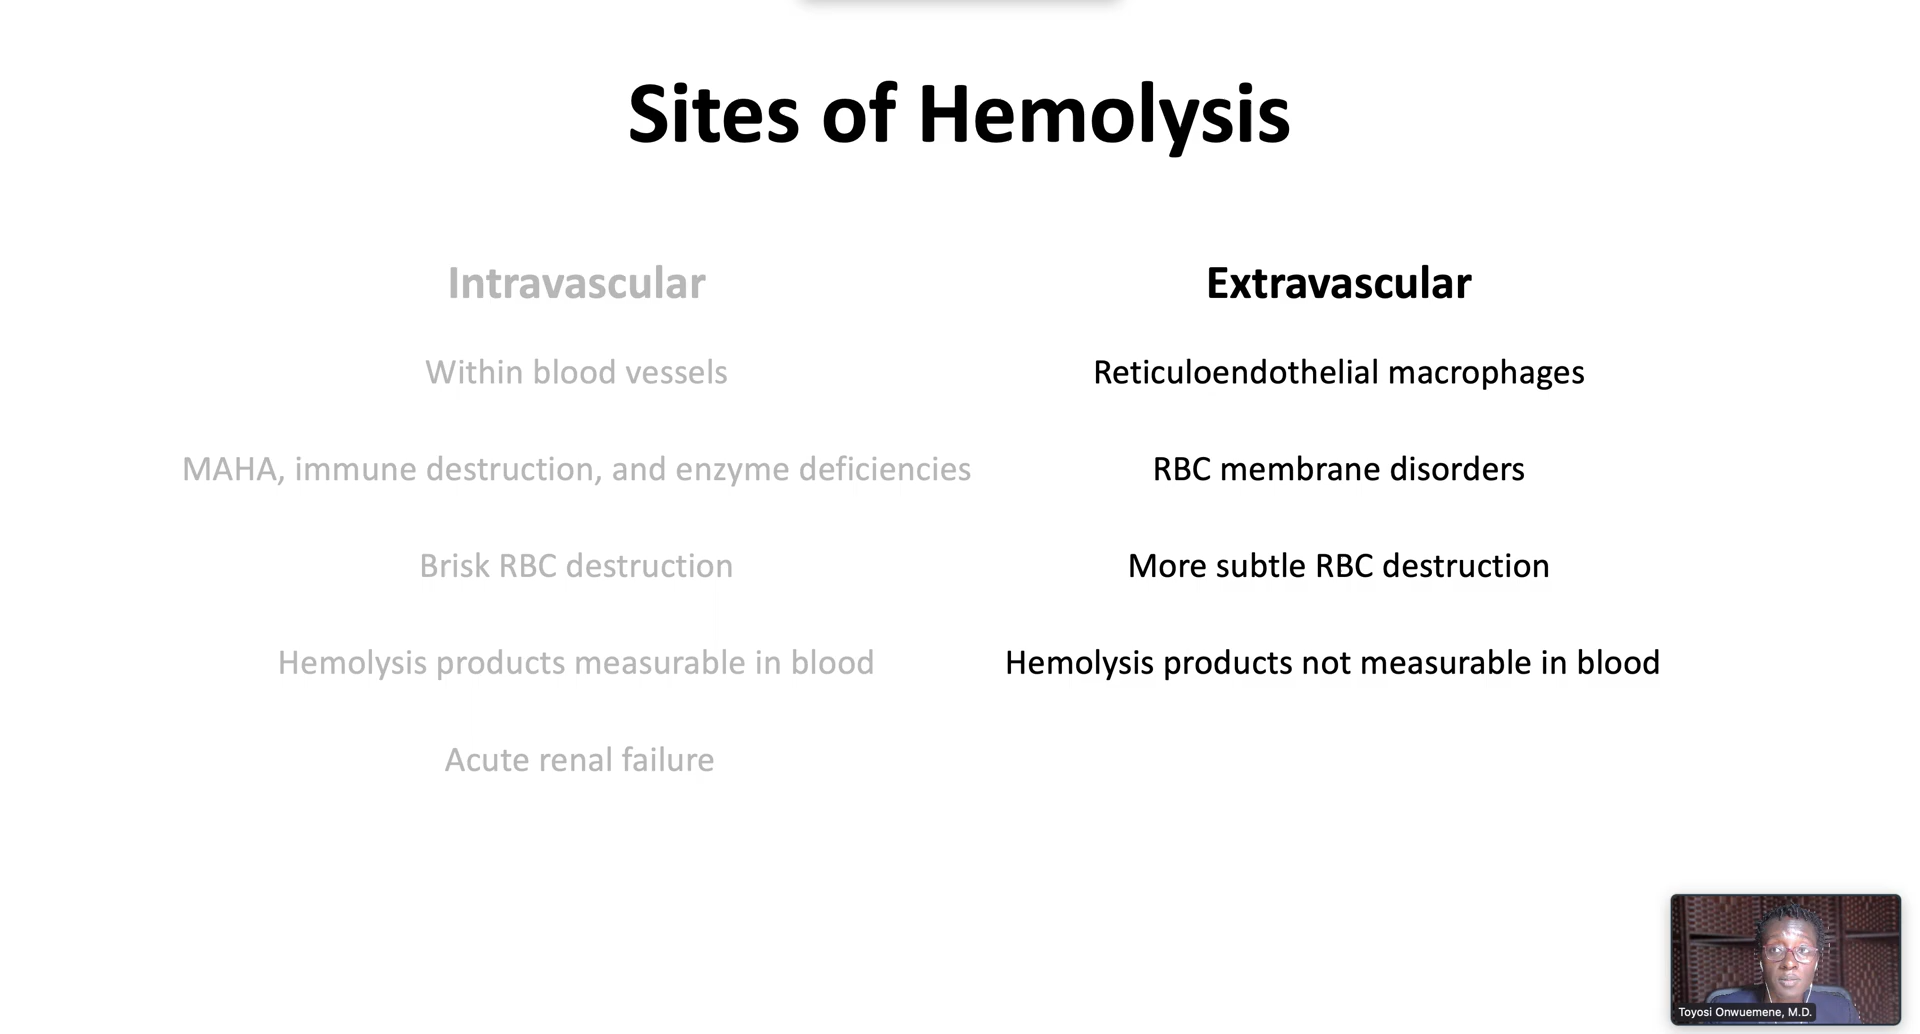 Sites of Hemolysis
Intravascular
Within blood vessels
MAHA, immune destruction, and enzyme deficiencies
Brisk RBC destruction
Hemolysis products measurable in blood
Acute renal failure
Extravascular
Reticuloendothelial macrophages
RBC membrane disorders
More subtle RBC destruction
Hemolysis products not measurable in blood
Toyosi Onwuemene, M.D.